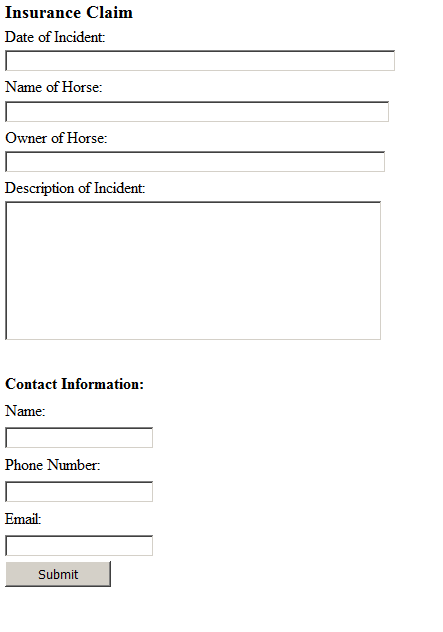 Insurance Claim
Date of Incident:
Name of Horse:
Owner of Horse:
Description of Incident:
Contact Information:
Name:
Phone Number:
Email:
Submit